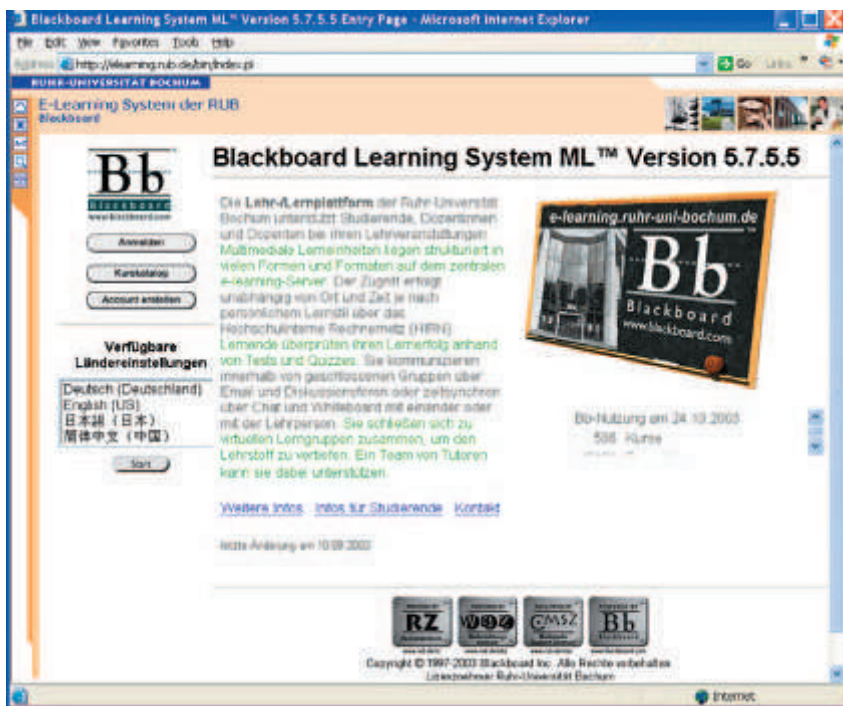 Blackboard Learning System ML™ Version 5.7.5.5 Entry Page - Microsoft Internet Explorer
File Edit View Favorites Tools Help
Address http://elearning.rub.de/bin/index.pl Go Links
RUHR-UNIVERSITÄT BOCHUM
E-Learning System der RUB
Blackboard
Bb
Blackboard
www.blackboard.com
Anmelden
Kurskatalog
Account erstellen
Verfügbare
Ländereinstellungen
Deutsch (Deutschland)
English (US)
日本語 (日本)
简体中文 (中国)
Start
Blackboard Learning System ML™ Version 5.7.5.5
Die Lehr-/Lernplattform der Ruhr-Universität
Bochum unterstützt Studierende, Dozentinnen
und Dozenten bei ihren Lehrveranstaltungen.
Multimediale Lerneinheiten liegen strukturiert in
vielen Formen und Formaten auf dem zentralen
e-learning-Server. Der Zugriff erfolgt
unabhängig von Ort und Zeit je nach
persönlichem Lernstil über das
Hochschulinterne Rechnernetz (HIRN).
Lernende überprüfen ihren Lernerfolg anhand
von Tests und Quizzes. Sie kommunizieren
innerhalb von geschlossenen Gruppen über
Email und Diskussionsforen oder zeitsynchron
über Chat und Whiteboard mit einander oder
mit der Lehrperson. Sie schließen sich zu
virtuellen Lerngruppen zusammen, um den
Lehrstoff zu vertiefen. Ein Team von Tutoren
kann sie dabei unterstützen.
Weitere Infos Infos für Studierende Kontakt
letzte Änderung am 10.09.2003
e-learning.ruhr-uni-bochum.de
Bb
Blackboard
www.blackboard.com
Bb-Nutzung am 24.10.2003
Kurse
RZ
CMSZ
Bb
Copyright © 1997-2003 Blackboard Inc. Alle Rechte vorbehalten
Lizenznehmer Ruhr-Universität Bochum
Internet